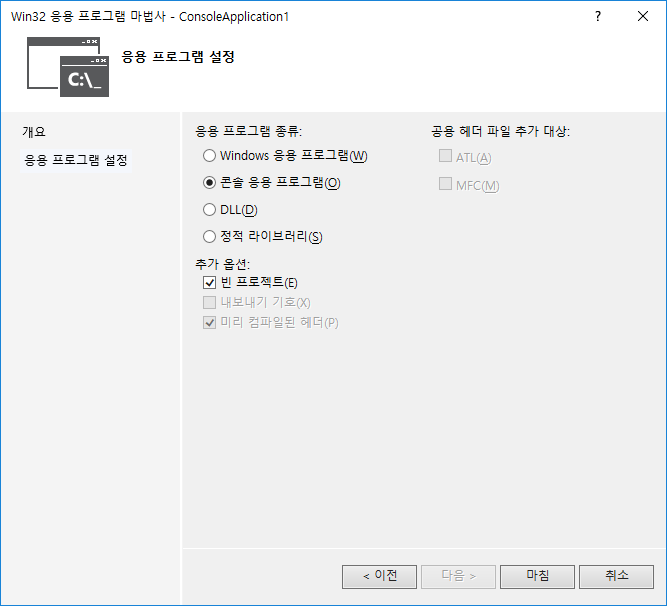 Win32 응용 프로그램 마법사 - ConsoleApplication1
?
C:\_
응용 프로그램 설정
개요
응용 프로그램 설정
응용 프로그램 종류:
Windows 응용 프로그램(W)
콘솔 응용 프로그램(O)
DLL(D)
정적 라이브러리(S)
추가 옵션:
빈 프로젝트(E)
내보내기 기호(X)
미리 컴파일된 헤더(P)
공용 헤더 파일 추가 대상:
ATL(A)
MFC(M)
< 이전
다음 >
마침
취소